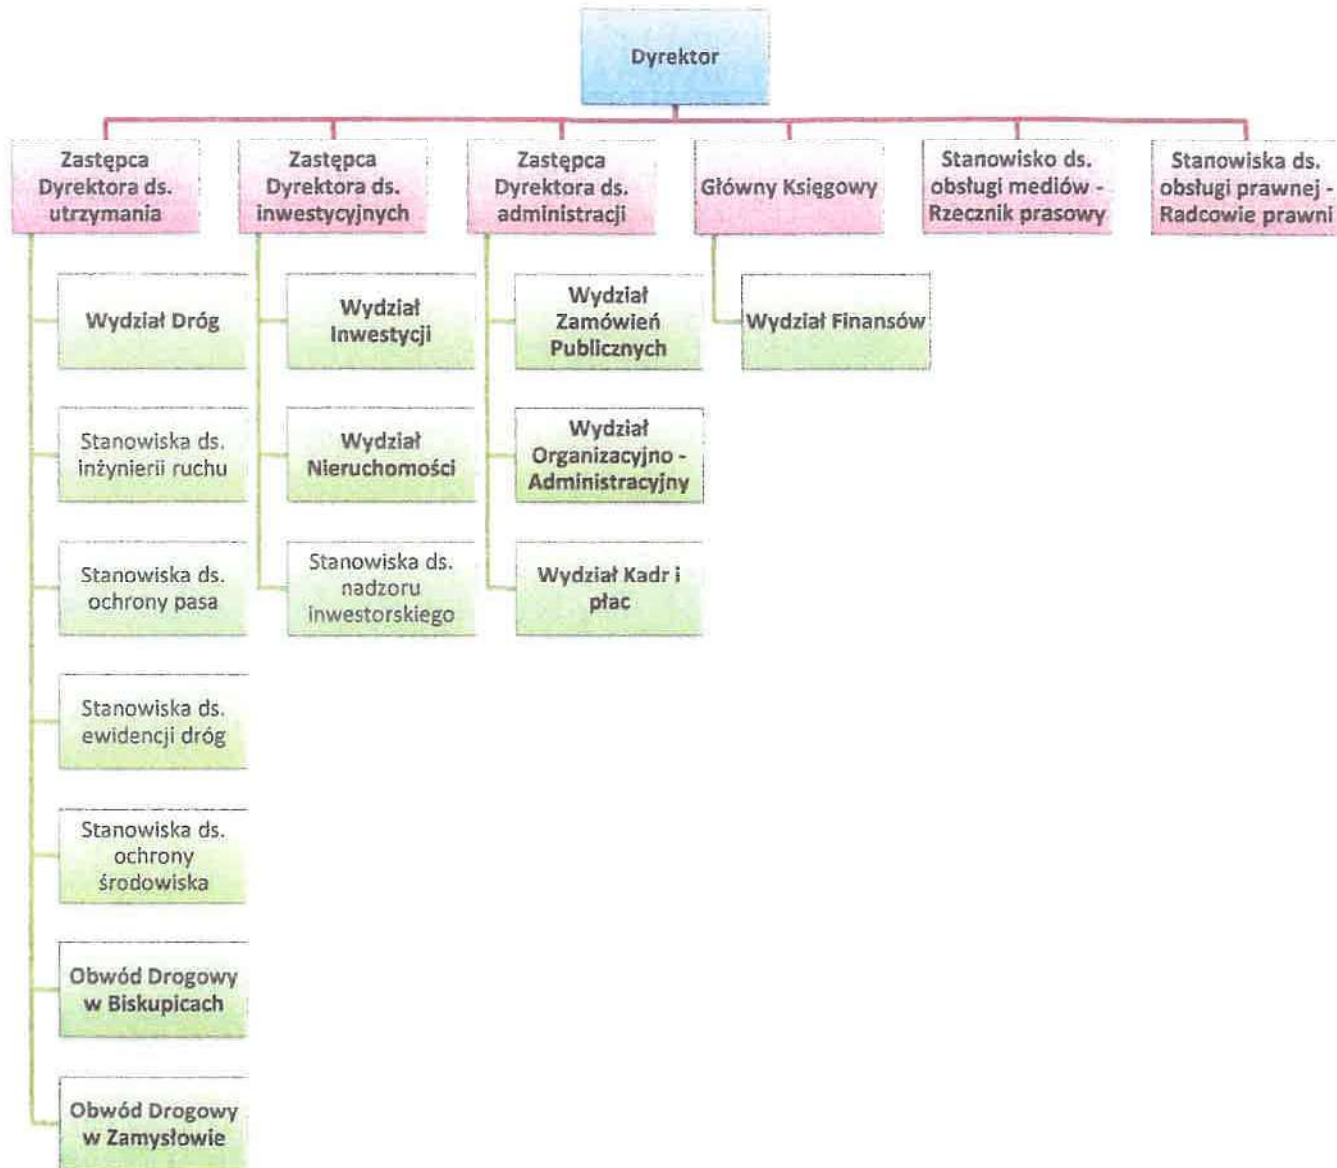 Dyrektor
Zastępca
Dyrektora ds.
utrzymania
Zastępca
Dyrektora ds.
inwestycyjnych
Zastępca
Dyrektora ds.
administracji
Główny Księgowy
Stanowisko ds.
obsługi mediów -
Rzecznik prasowy
Stanowiska ds.
obsługi prawnej -
Radcowie prawni
Wydział Dróg
Stanowiska ds.
inżynierii ruchu
Stanowiska ds.
ochrony pasa
Stanowiska ds.
ewidencji dróg
Stanowiska ds.
ochrony
środowiska
Obwód Drogowy
w Biskupicach
Obwód Drogowy
w Zamysłowie
Wydział
Inwestycji
Wydział
Nieruchomości
Stanowiska ds.
nadzoru
inwestorskiego
Wydział
Zamówień
Publicznych
Wydział
Organizacyjno -
Administracyjny
Wydział Kadr i
płac
Wydział Finansów